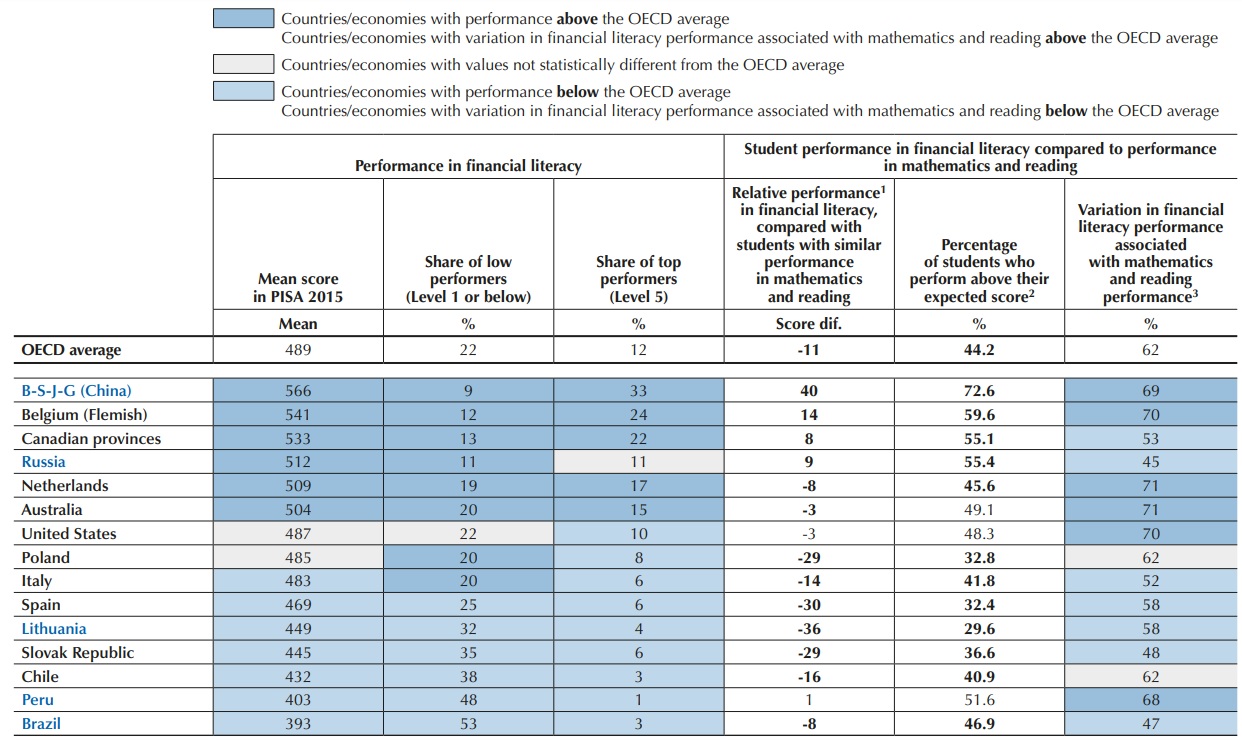 Countries/economies with performance above the OECD average
Countries/economies with variation in financial literacy performance associated with mathematics and reading above the OECD average
Countries/economies with values not statistically different from the OECD average
Countries/economies with performance below the OECD average
Countries/economies with variation in financial literacy performance associated with mathematics and reading below the OECD average
Performance in financial literacy
Student performance in financial literacy compared to performance
in mathematics and reading
Mean score
in PISA 2015
Share of low
performers
(Level 1 or below)
Share of top
performers
(Level 5)
Relative performance1
in financial literacy,
compared with
students with similar
performance
in mathematics
and reading
Percentage
of students who
perform above their
expected score2
Variation in financial
literacy performance
associated
with mathematics
and reading
performance3
Mean % % Score dif. % %
OECD average 489 22 12 -11 44.2 62
B-S-J-G (China) 566 9 33 40 72.6 69
Belgium (Flemish) 541 12 24 14 59.6 70
Canadian provinces 533 13 22 8 55.1 53
Russia 512 11 11 9 55.4 45
Netherlands 509 19 17 -8 45.6 71
Australia 504 20 15 -3 49.1 71
United States 487 22 10 -3 48.3 70
Poland 485 20 8 -29 32.8 62
Italy 483 20 6 -14 41.8 52
Spain 469 25 6 -30 32.4 58
Lithuania 449 32 4 -36 29.6 58
Slovak Republic 445 35 6 -29 36.6 48
Chile 432 38 3 -16 40.9 62
Peru 403 48 1 1 51.6 68
Brazil 393 53 3 -8 46.9 47